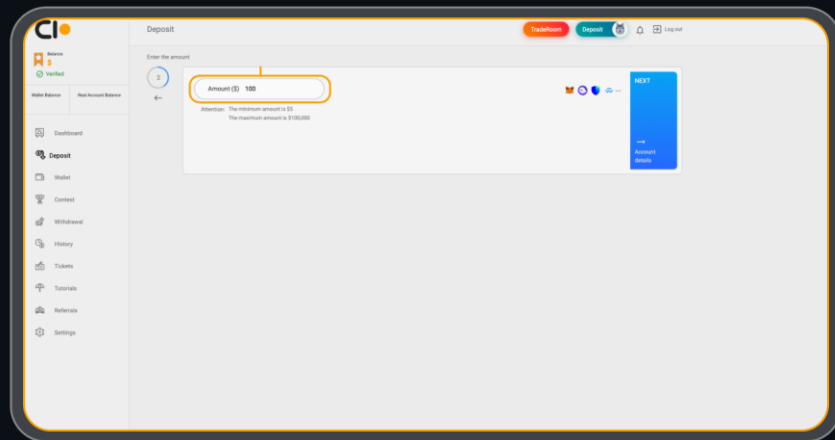 CI
Deposit
TradeRoom
Deposit
Log out
Balance
$
Verified
Wallet Balance
Real Account Balance
Dashboard
Deposit
Wallet
Contest
Withdrawal
History
Tickets
Tutorials
Referrals
Settings
Enter the amount
2
Amount ($) 100
Attention: The minimum amount is $5
The maximum amount is $100,000
NEXT
Account
details